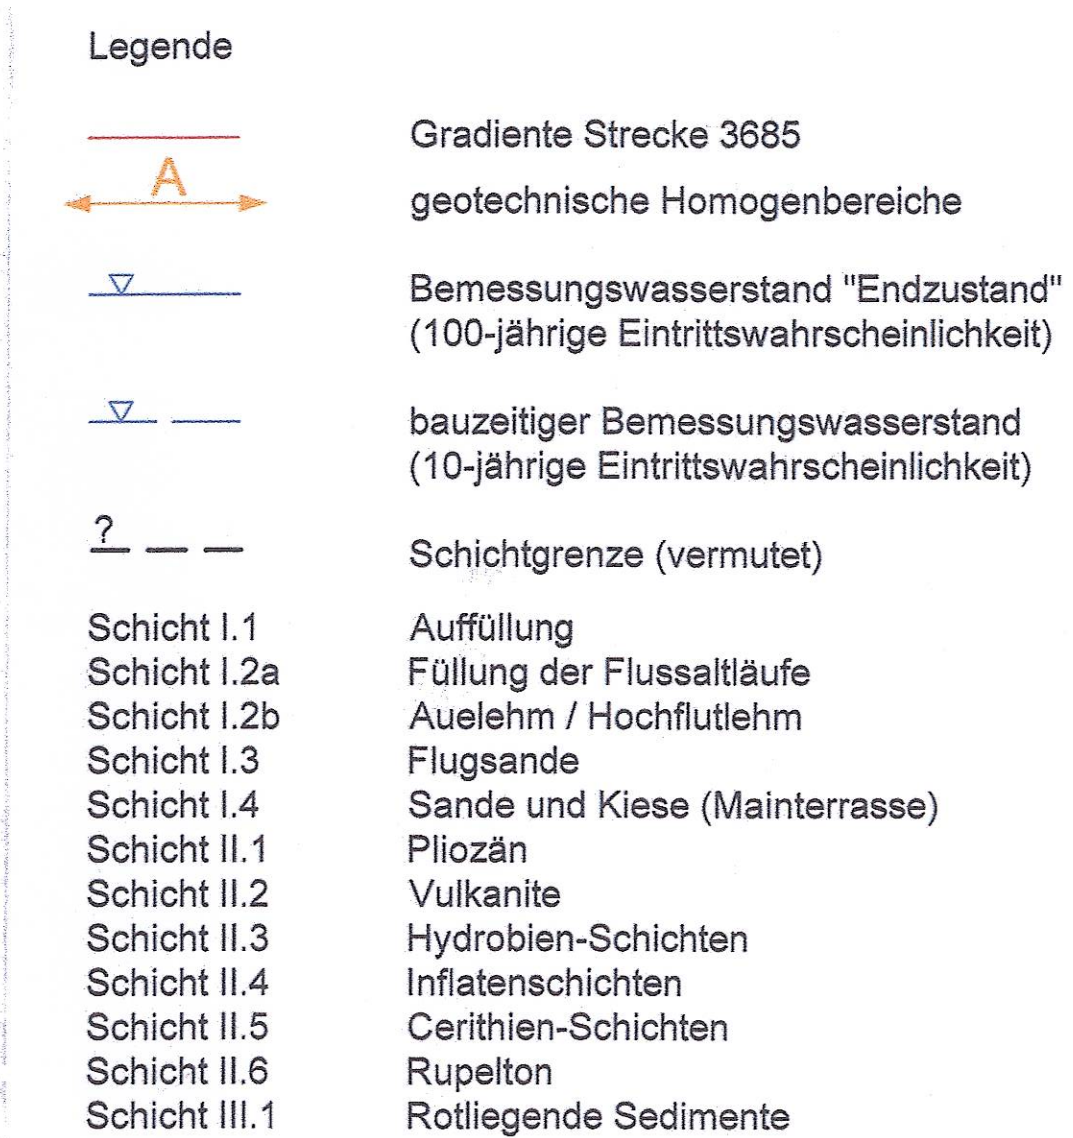 Legende
Gradiente Strecke 3685
A
geotechnische Homogenbereiche
Bemessungswasserstand "Endzustand"
(100-jährige Eintrittswahrscheinlichkeit)
bauzeitiger Bemessungswasserstand
(10-jährige Eintrittswahrscheinlichkeit)
?
Schichtgrenze (vermutet)
Schicht I.1 Auffüllung
Schicht I.2a Füllung der Flussaltläufe
Schicht I.2b Auelehm / Hochflutlehm
Schicht I.3 Flugsande
Schicht I.4 Sande und Kiese (Mainterrasse)
Schicht II.1 Pliozän
Schicht II.2 Vulkanite
Schicht II.3 Hydrobien-Schichten
Schicht II.4 Inflatenschichten
Schicht II.5 Cerithien-Schichten
Schicht II.6 Rupelton
Schicht III.1 Rotliegende Sedimente